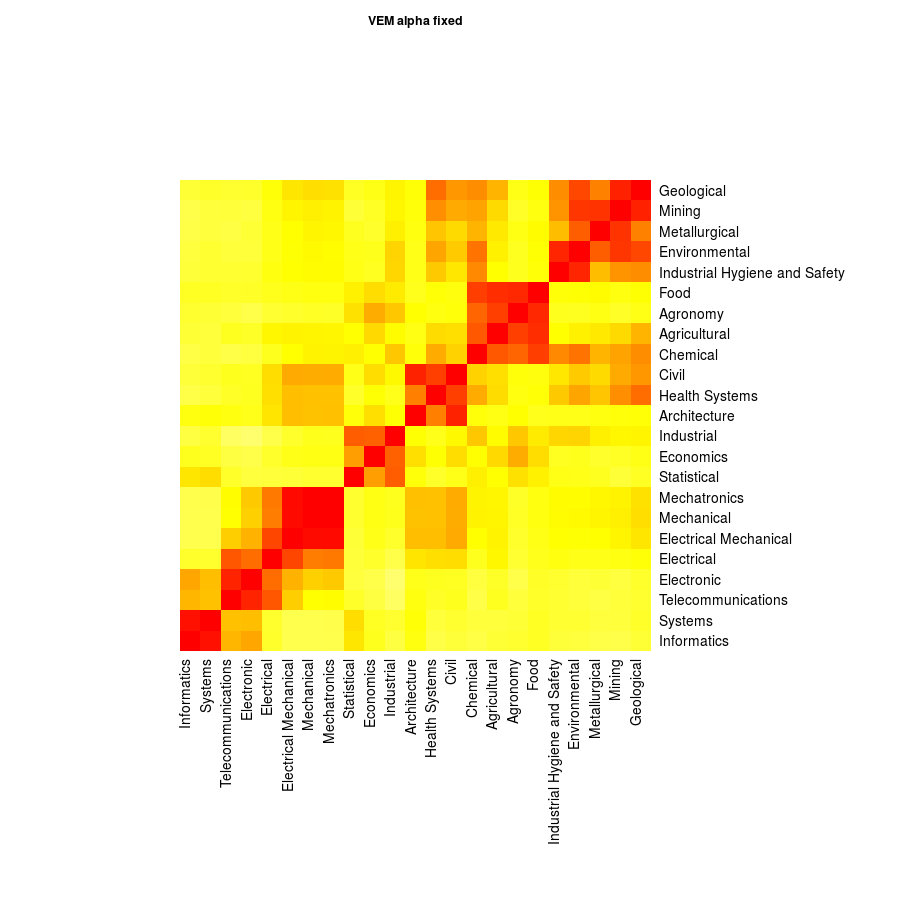 VEM alpha fixed
Geological
Mining
Metallurgical
Environmental
Industrial Hygiene and Safety
Food
Agronomy
Agricultural
Chemical
Civil
Health Systems
Architecture
Industrial
Economics
Statistical
Mechatronics
Mechanical
Electrical Mechanical
Electrical
Electronic
Telecommunications
Systems
Informatics
Informatics
Systems
Telecommunications
Electronic
Electrical
Electrical Mechanical
Mechanical
Mechatronics
Statistical
Economics
Industrial
Architecture
Health Systems
Civil
Chemical
Agricultural
Agronomy
Food
Industrial Hygiene and Safety
Environmental
Metallurgical
Mining
Geological